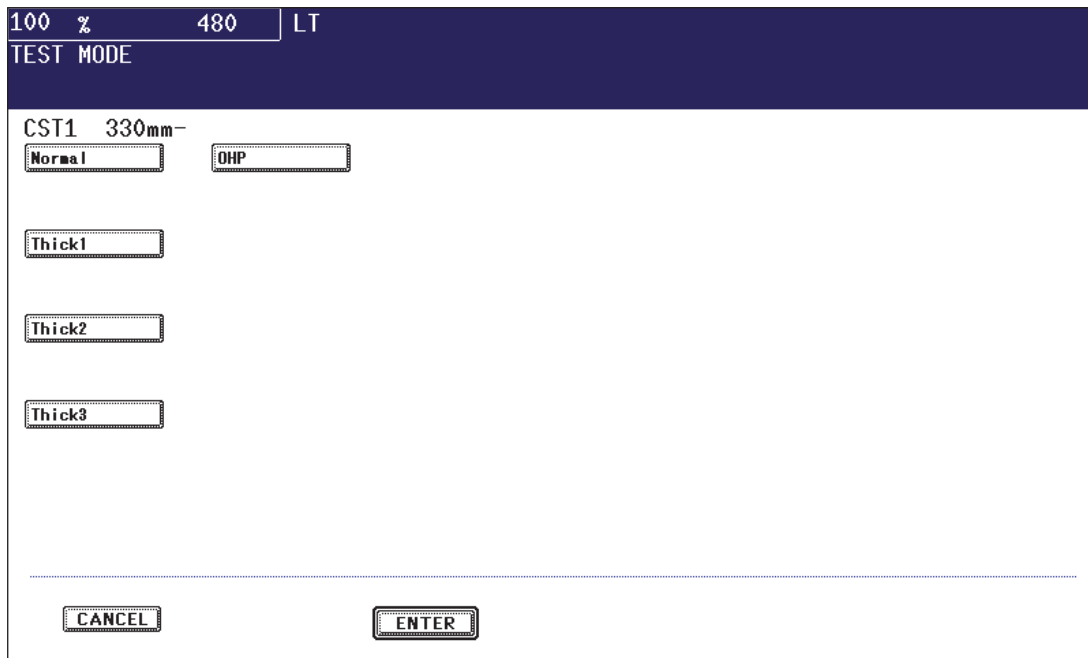 100 % 480 LT
TEST MODE
CST1 330mm-
Normal OHP
Thick1
Thick2
Thick3
CANCEL ENTER